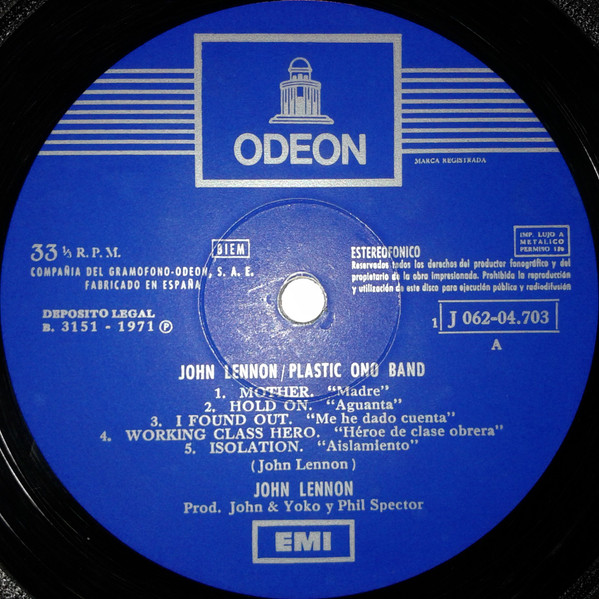 ODEON
MARCA REGISTRADA
33 ⅓ R. P. M.
BIEM
COMPAÑIA DEL GRAMOFONO-ODEON, S. A. E.
FABRICADO EN ESPAÑA
ESTEREOFONICO
Reservados todos los derechos del productor fonográfico y del
propietario de la obra impresionada. Prohibida la reproducción
y utilización de este disco para ejecución pública y radiodifusión
IMP. LUJO A
METALICO
PERMISO 136
DEPOSITO LEGAL
B. 3151 - 1971 Ⓟ
1 J 062-04.703
A
JOHN LENNON/PLASTIC ONO BAND
1. MOTHER. “Madre”
2. HOLD ON. “Aguanta”
3. I FOUND OUT. “Me he dado cuenta”
4. WORKING CLASS HERO. “Héroe de clase obrera”
5. ISOLATION. “Aislamiento”
(John Lennon)
JOHN LENNON
Prod. John & Yoko y Phil Spector
EMI